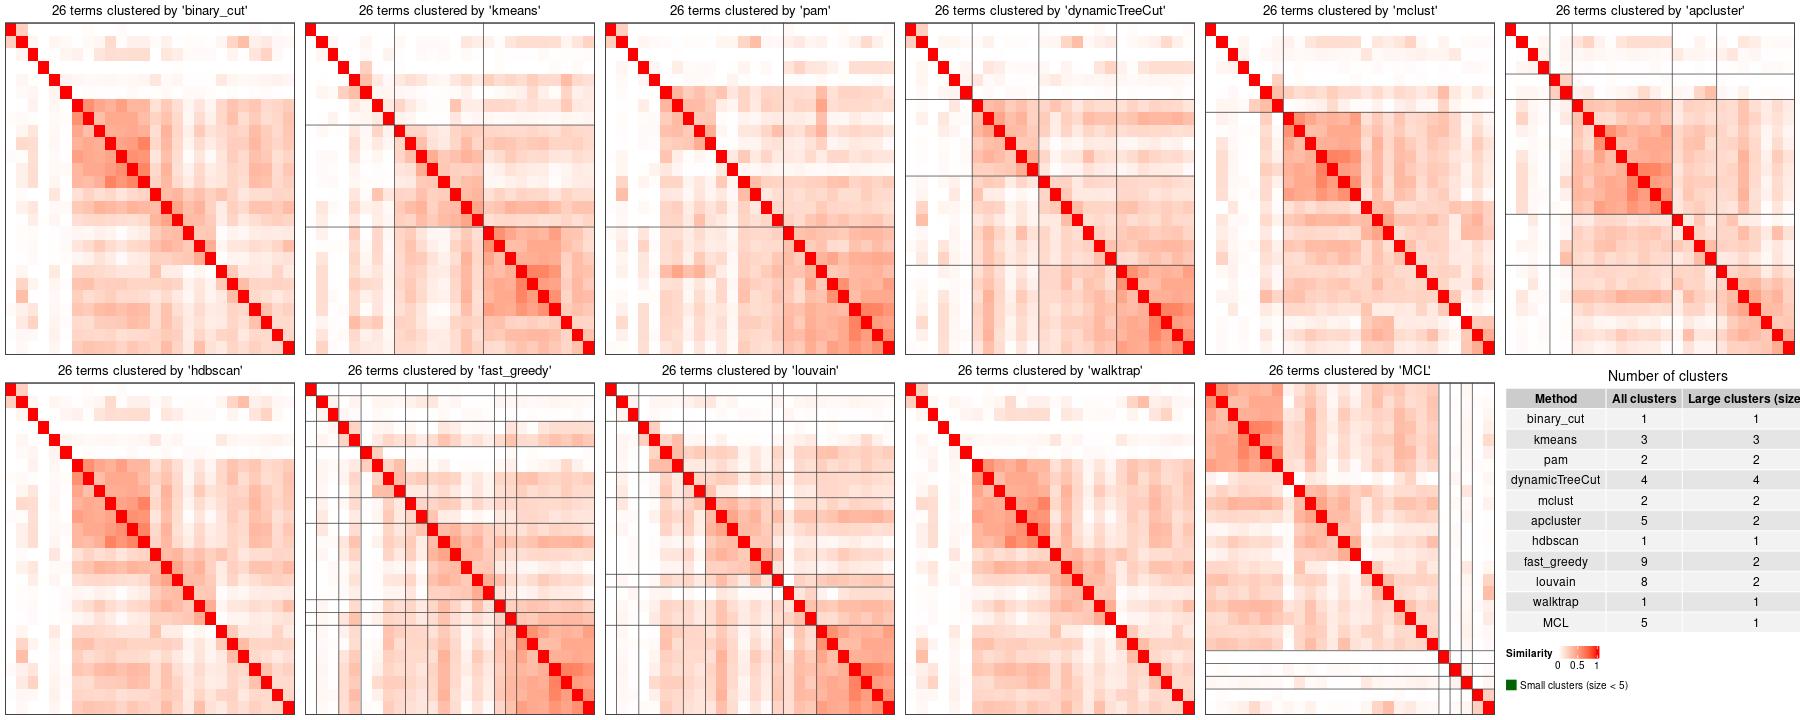 26 terms clustered by 'binary_cut'
26 terms clustered by 'kmeans'
26 terms clustered by 'pam'
26 terms clustered by 'dynamicTreeCut'
26 terms clustered by 'mclust'
26 terms clustered by 'apcluster'
26 terms clustered by 'hdbscan'
26 terms clustered by 'fast_greedy'
26 terms clustered by 'louvain'
26 terms clustered by 'walktrap'
26 terms clustered by 'MCL'
Number of clusters
Method All clusters Large clusters (size
binary_cut 1 1
kmeans 3 3
pam 2 2
dynamicTreeCut 4 4
mclust 2 2
apcluster 5 2
hdbscan 1 1
fast_greedy 9 2
louvain 8 2
walktrap 1 1
MCL 5 1
Similarity
0 0.5 1
Small clusters (size < 5)